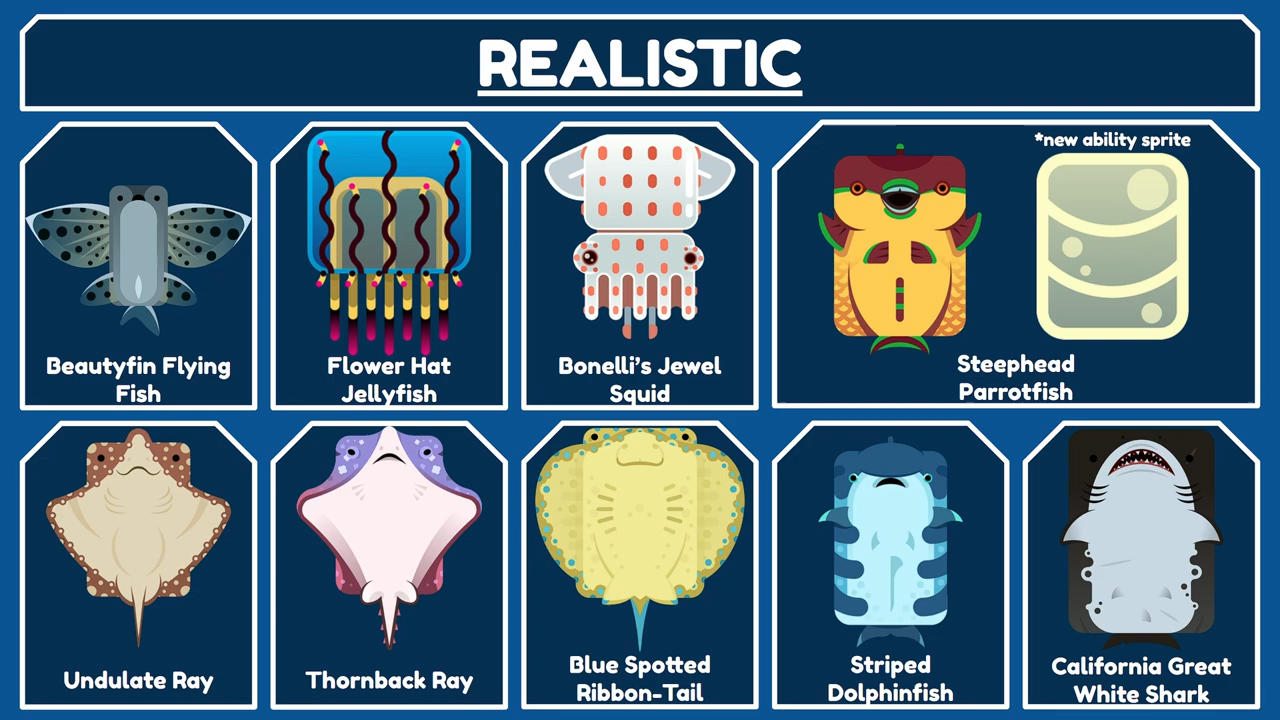 REALISTIC
*new ability sprite
Beautyfin Flying
Fish
Flower Hat
Jellyfish
Bonelli's Jewel
Squid
Steephead
Parrotfish
Undulate Ray
Thornback Ray
Blue Spotted
Ribbon-Tail
Striped
Dolphinfish
California Great
White Shark